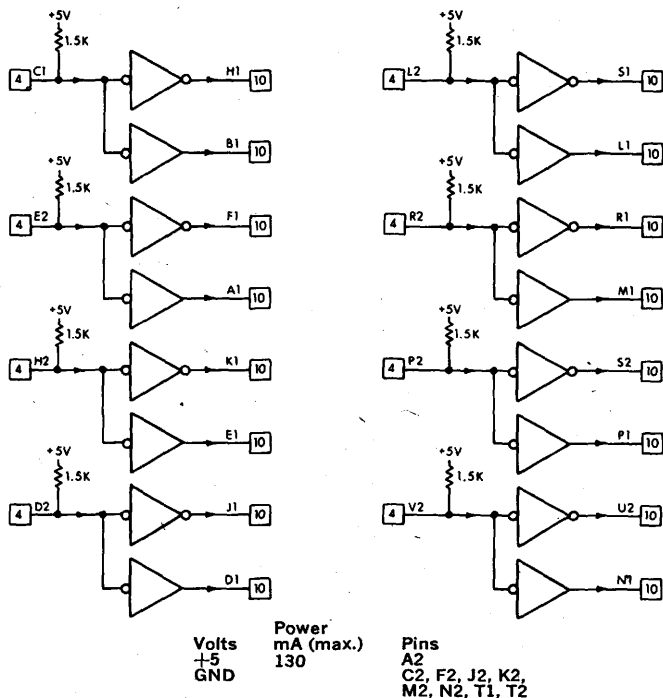 +5V +5V
1.5K 1.5K
4 C1 H1 10 4 L2 S1 10
B1 10 L1 10
+5V +5V
1.5K 1.5K
4 E2 F1 10 4 R2 R1 10
A1 10 M1 10
+5V +5V
1.5K 1.5K
4 H2 K1 10 4 P2 S2 10
E1 10 P1 10
+5V +5V
1.5K 1.5K
4 D2 J1 10 4 V2 U2 10
D1 10 N1 10
Power
Volts mA (max.) Pins
+5 130 A2
GND C2, F2, J2, K2,
M2, N2, T1, T2